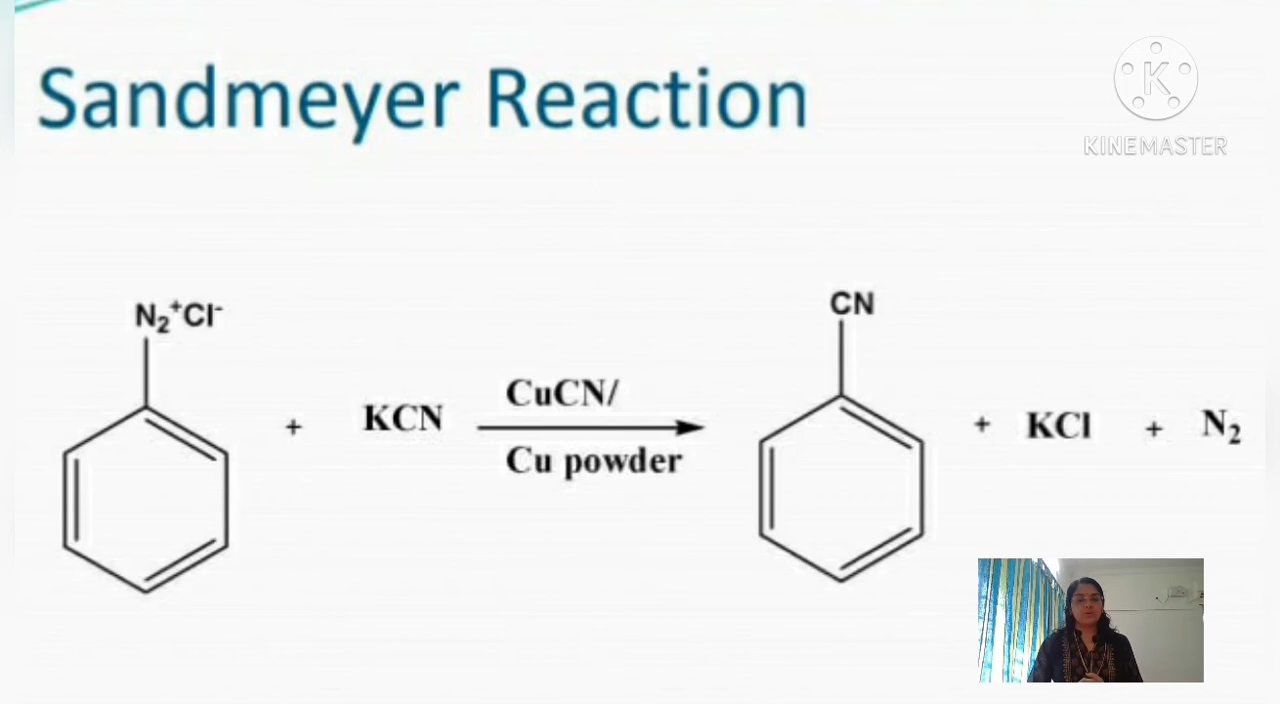 Sandmeyer Reaction
K
KINEMASTER
N₂⁺Cl⁻
CN
+ KCN CuCN/ + KCl + N₂
Cu powder